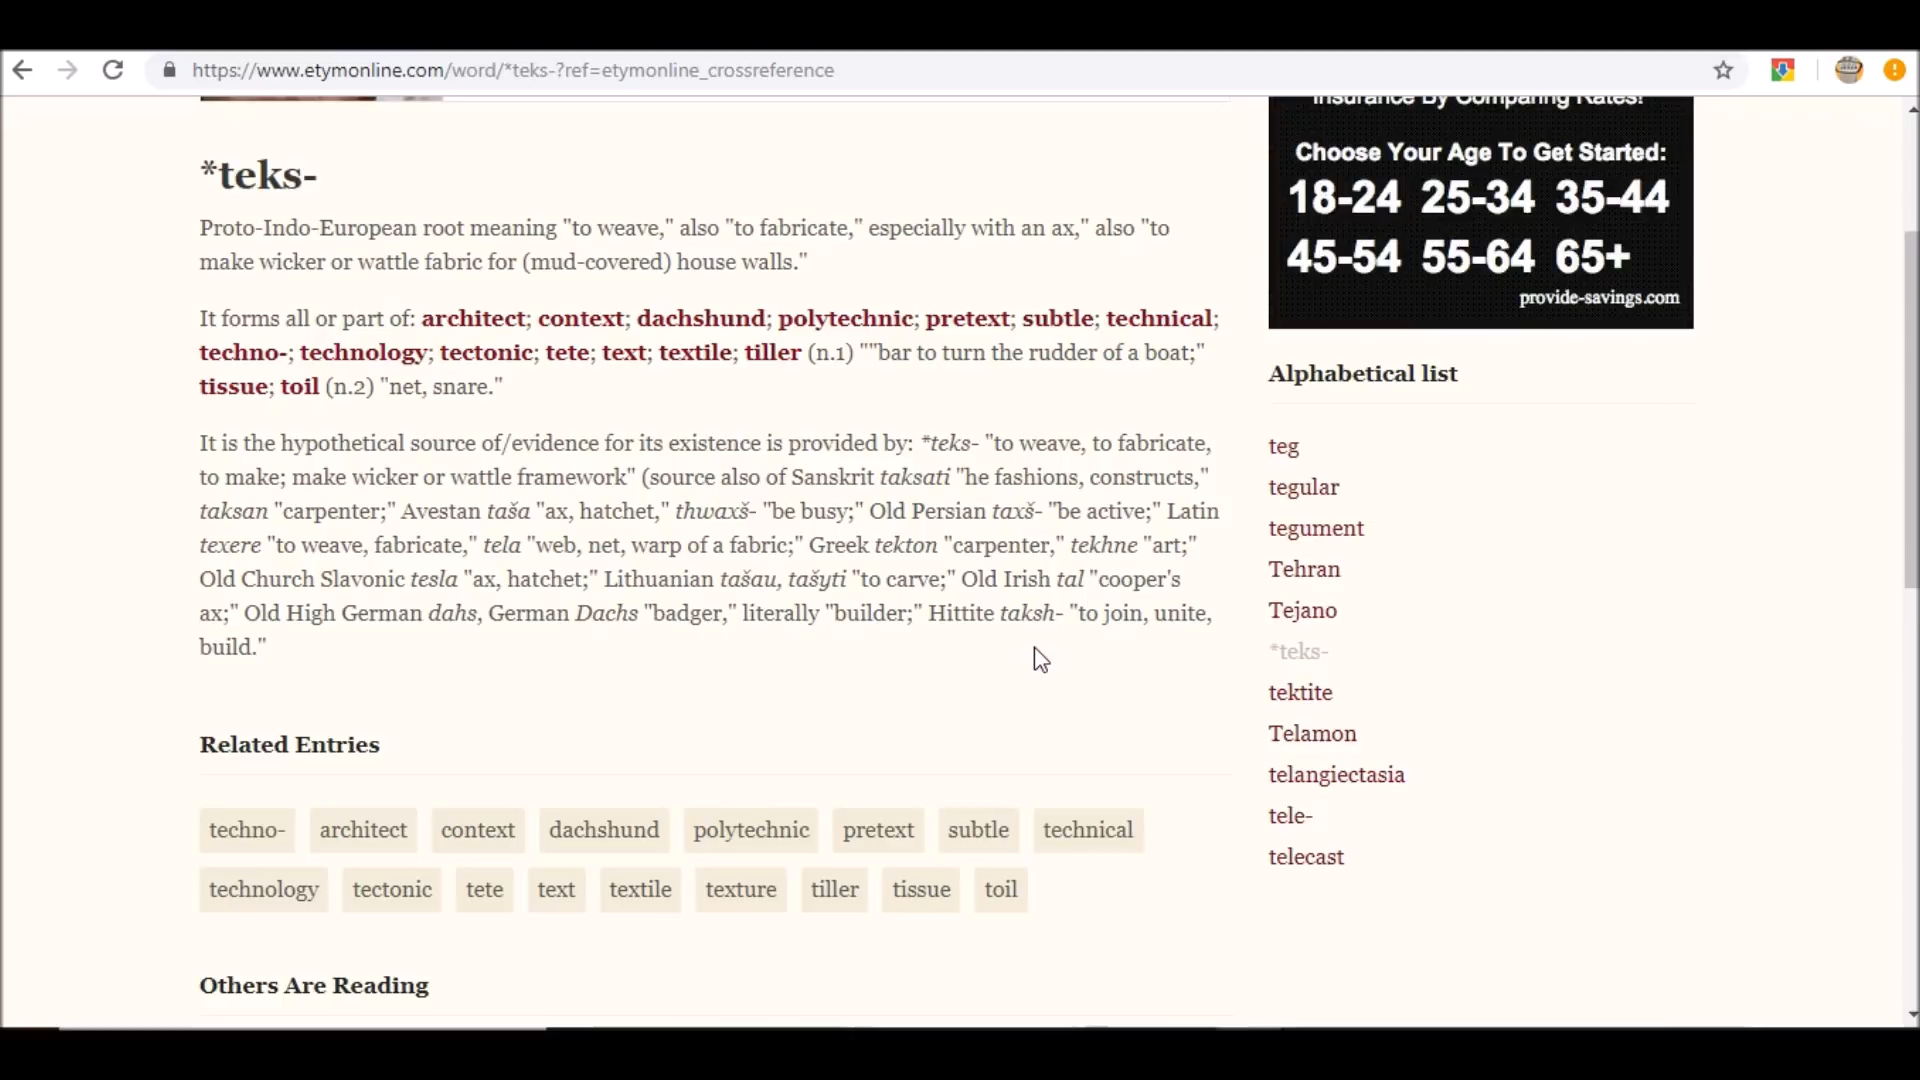 https://www.etymonline.com/word/*teks-?ref=etymonline_crossreference
*teks-
Proto-Indo-European root meaning "to weave," also "to fabricate," especially with an ax," also "to
make wicker or wattle fabric for (mud-covered) house walls."
It forms all or part of: architect; context; dachshund; polytechnic; pretext; subtle; technical;
techno-; technology; tectonic; tete; text; textile; tiller (n.1) ""bar to turn the rudder of a boat;"
tissue; toil (n.2) "net, snare."
It is the hypothetical source of/evidence for its existence is provided by: *teks- "to weave, to fabricate,
to make; make wicker or wattle framework" (source also of Sanskrit taksati "he fashions, constructs,"
taksan "carpenter;" Avestan taša "ax, hatchet," thwaxš- "be busy;" Old Persian taxš- "be active;" Latin
texere "to weave, fabricate," tela "web, net, warp of a fabric;" Greek tekton "carpenter," tekhne "art;"
Old Church Slavonic tesla "ax, hatchet;" Lithuanian tašau, tašyti "to carve;" Old Irish tal "cooper's
ax;" Old High German dahs, German Dachs "badger," literally "builder;" Hittite taksh- "to join, unite,
build."
Related Entries
techno- architect context dachshund polytechnic pretext subtle technical
technology tectonic tete text textile texture tiller tissue toil
Others Are Reading
Insurance By Comparing Rates!
Choose Your Age To Get Started:
18-24 25-34 35-44
45-54 55-64 65+
provide-savings.com
Alphabetical list
teg
tegular
tegument
Tehran
Tejano
*teks-
tektite
Telamon
telangiectasia
tele-
telecast